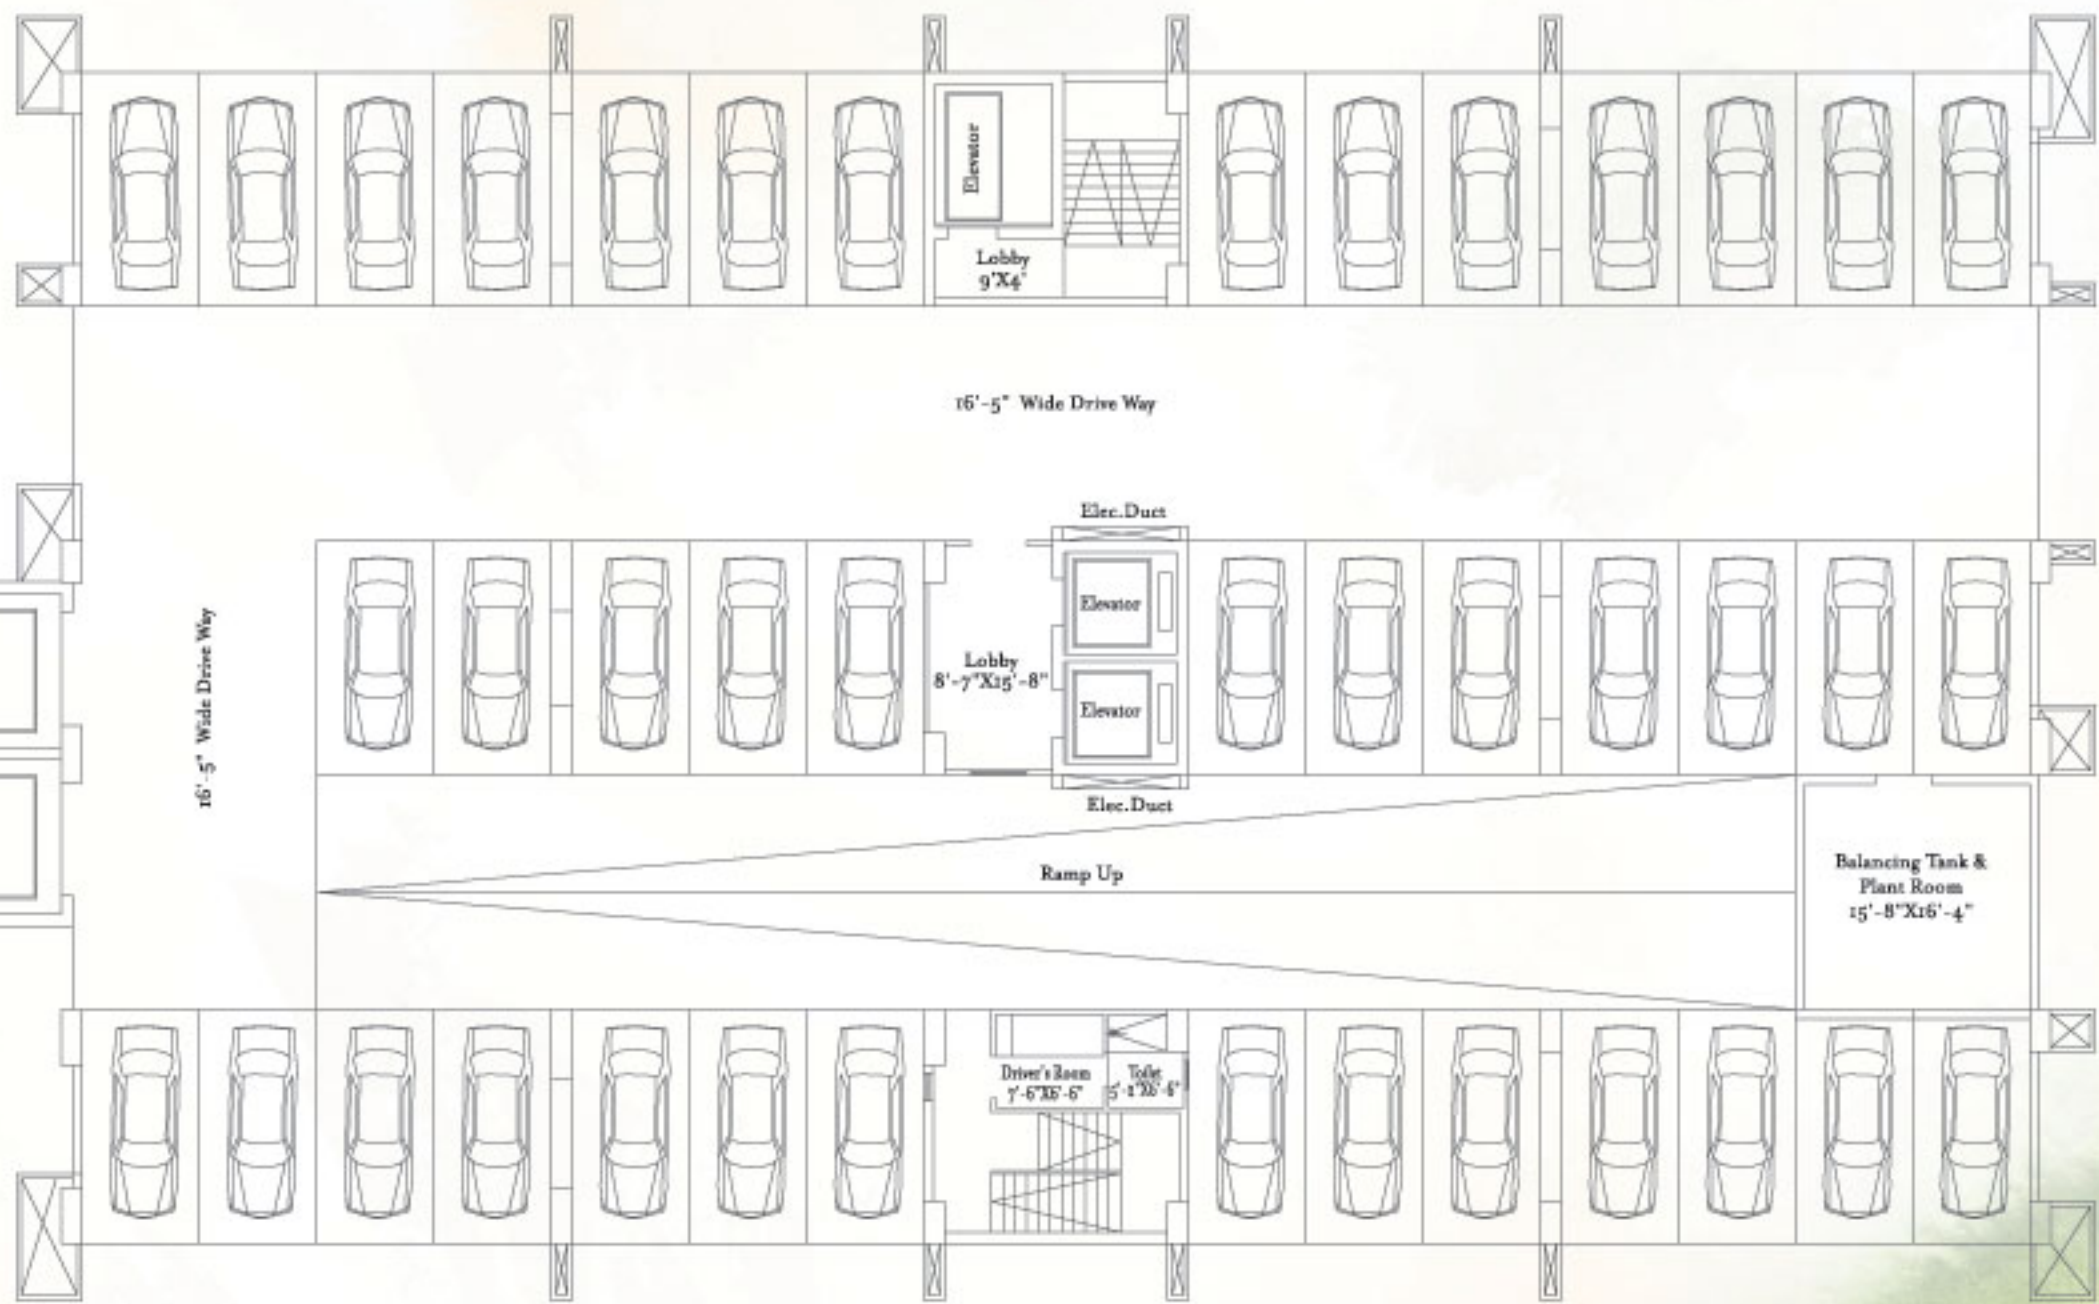 Elevator
Lobby
9'X4'
16'-5" Wide Drive Way
Elec.Duct
Elevator
Lobby
8'-7"X15'-8"
Elevator
16'-5" Wide Drive Way
Elec.Duct
Ramp Up
Balancing Tank &
Plant Room
15'-8"X16'-4"
Driver's Room
7'-6"X6'-6"
Toilet